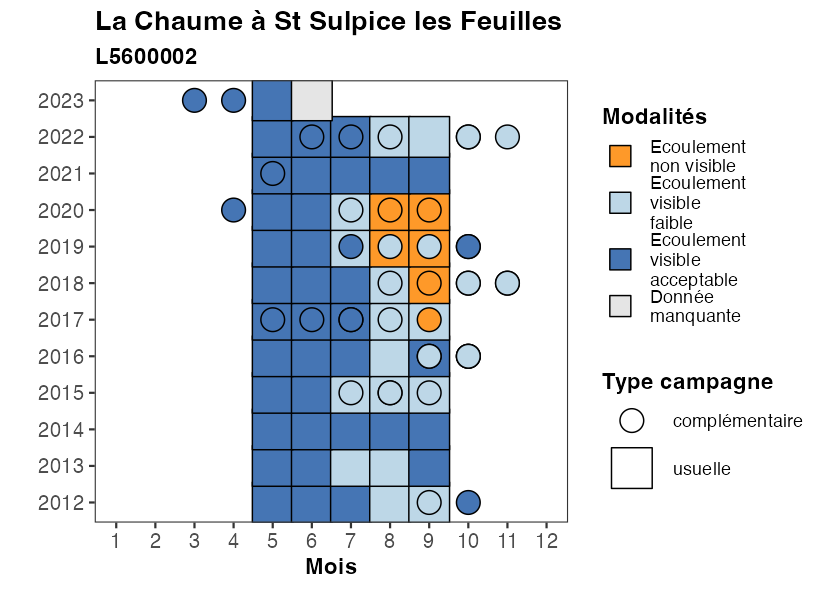 La Chaume à St Sulpice les Feuilles
L5600002
2023
2022
2021
2020
2019
2018
2017
2016
2015
2014
2013
2012
1 2 3 4 5 6 7 8 9 10 11 12
Mois
Modalités
Ecoulement
non visible
Ecoulement
visible
faible
Ecoulement
visible
acceptable
Donnée
manquante
Type campagne
complémentaire
usuelle